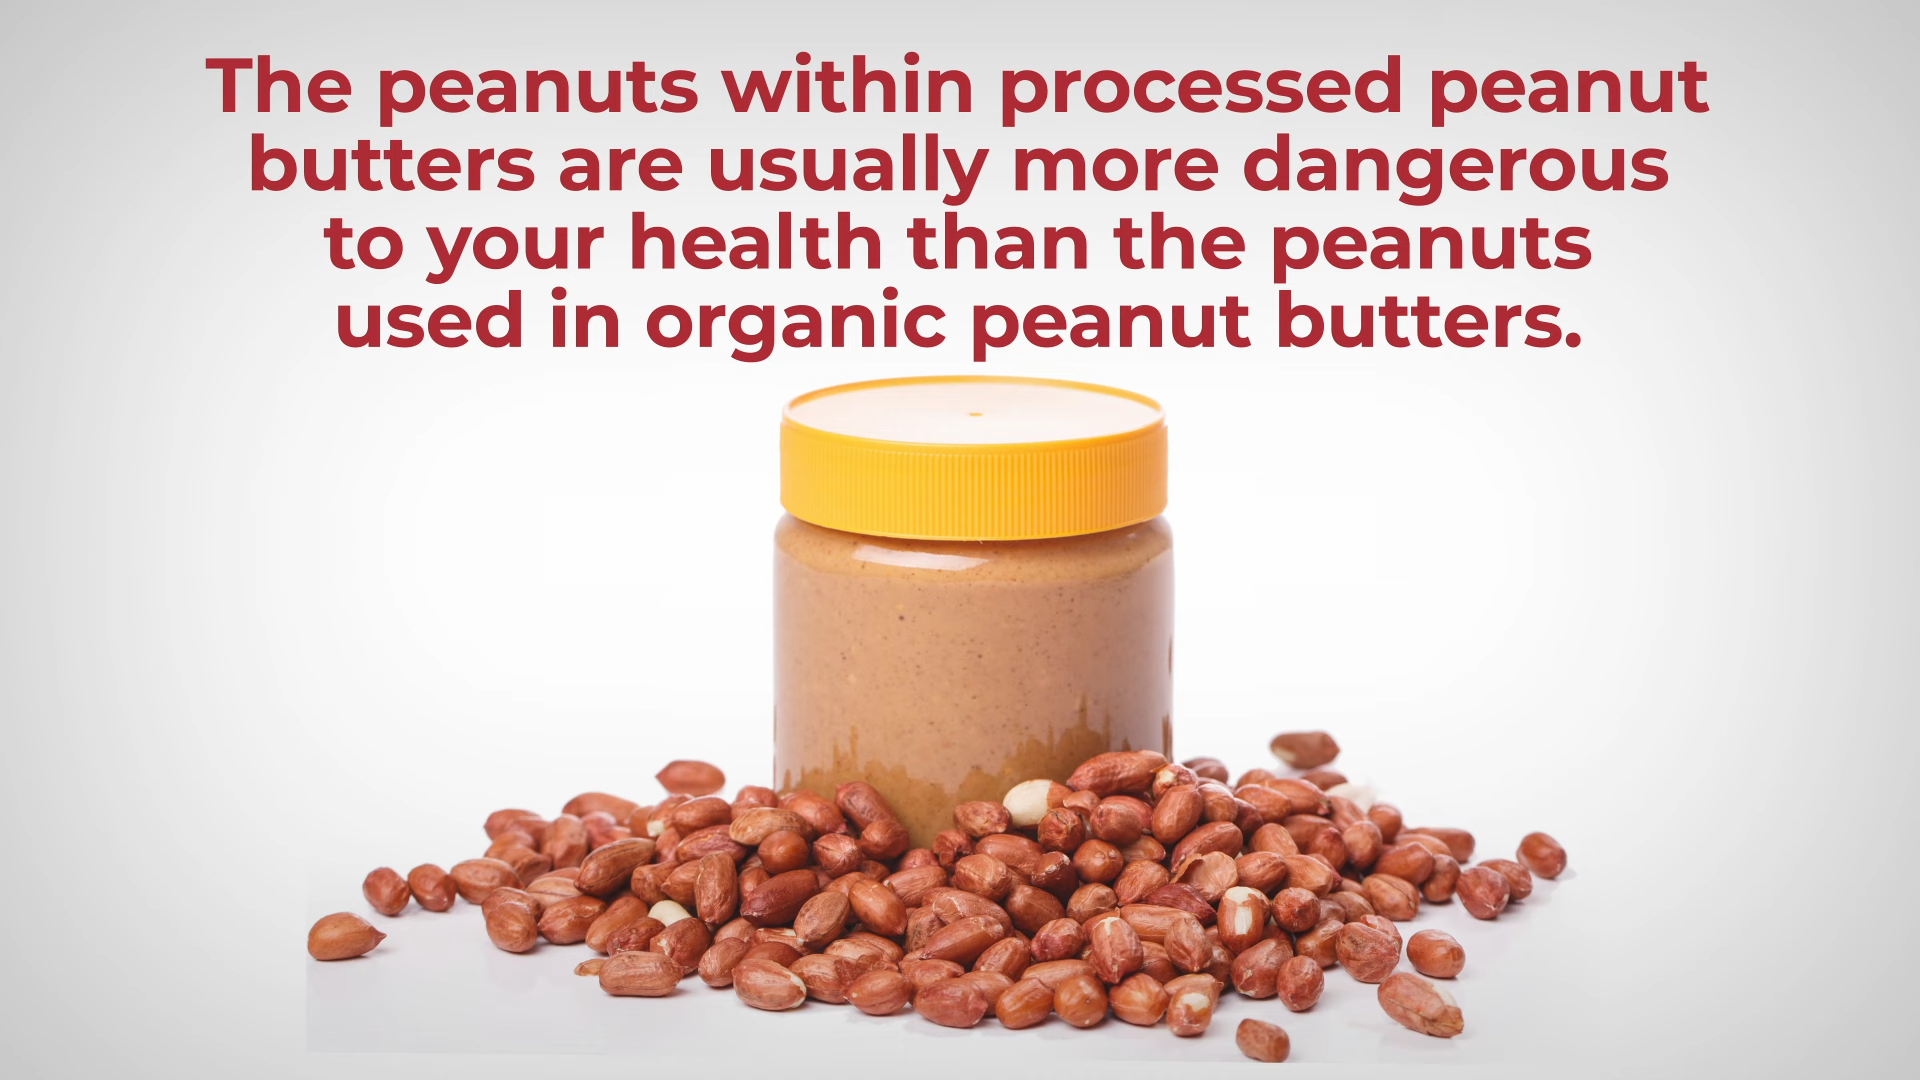 The peanuts within processed peanut
butters are usually more dangerous
to your health than the peanuts
used in organic peanut butters.